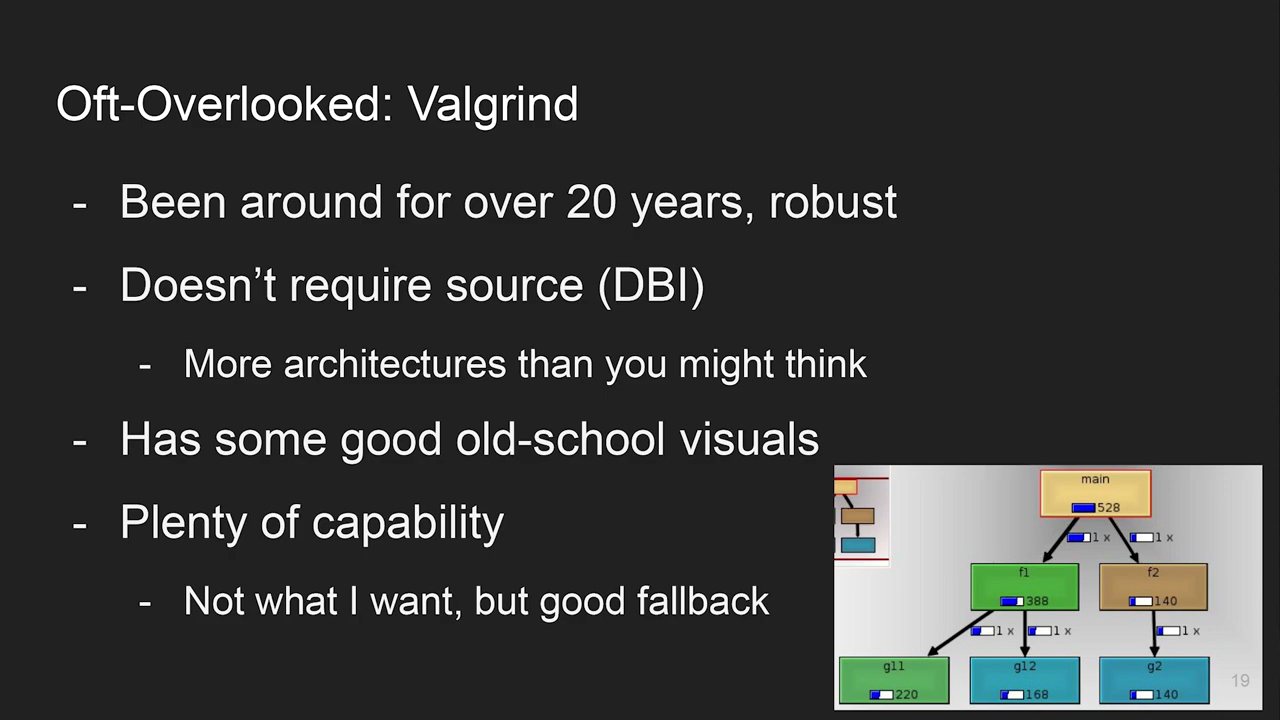 Oft-Overlooked: Valgrind
- Been around for over 20 years, robust
- Doesn’t require source (DBI)
- More architectures than you might think
- Has some good old-school visuals
- Plenty of capability
- Not what I want, but good fallback
main
528
1 x
1 x
f1
388
f2
140
1 x
1 x
1 x
g11
220
g12
168
g2
140
19